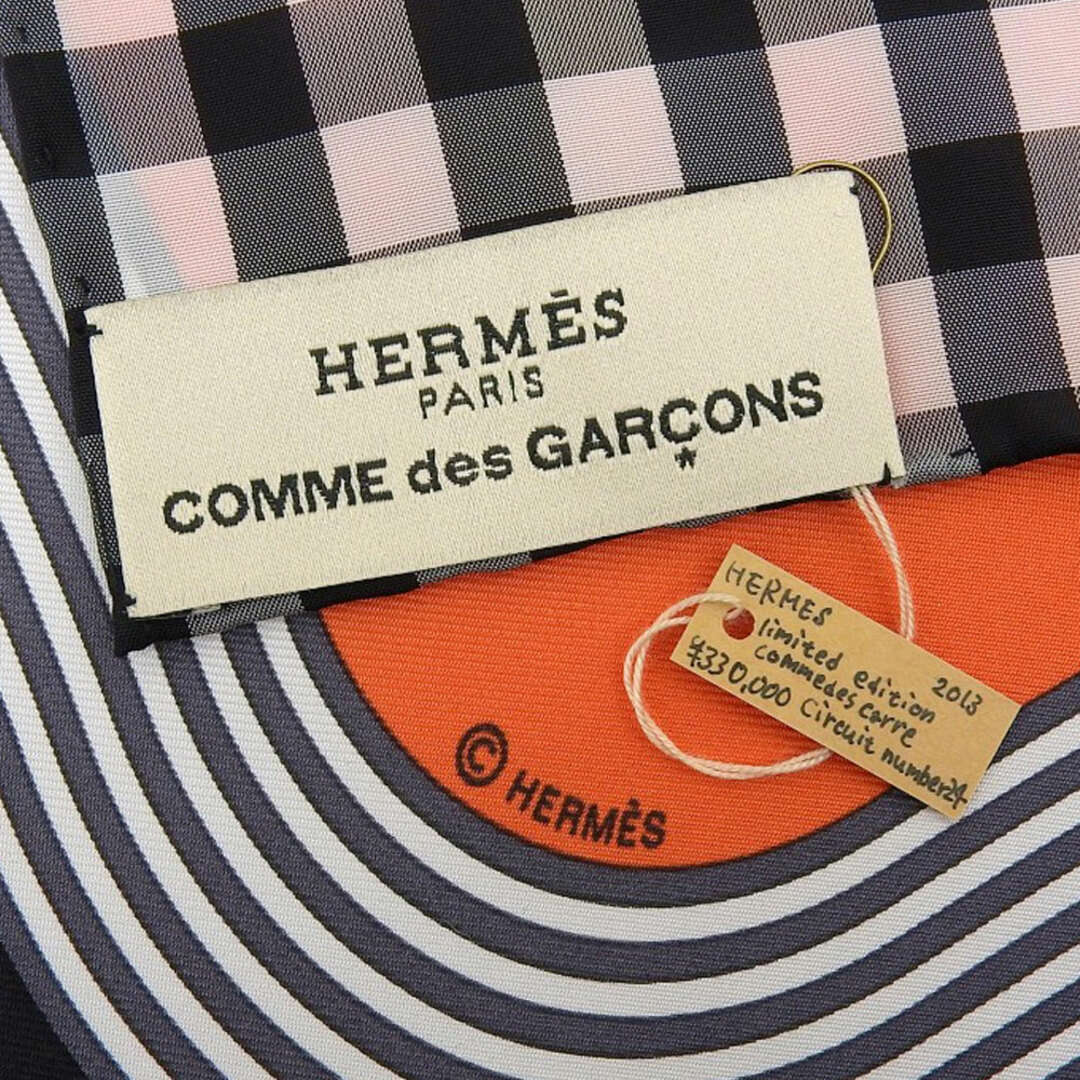 HERMÈS
PARIS
COMME des GARÇONS
*
HERMES
limited edition 2013
commedes carre
¥330,000 Circuit number24
© HERMÈS